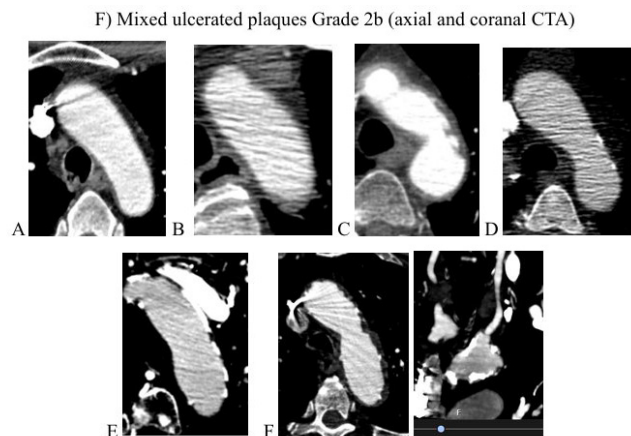 F) Mixed ulcerated plaques Grade 2b (axial and coranal CTA)
A B C D
E F
F